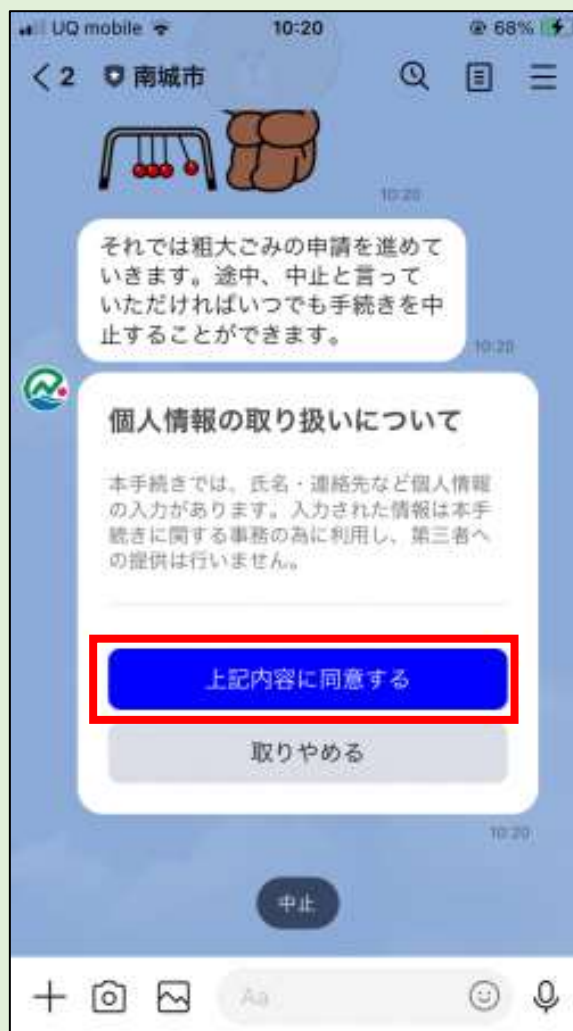 UQ mobile 10:20 68%
2 南城市
10:20
それでは粗大ごみの申請を進めて
いきます。途中、中止と言って
いただければいつでも手続きを中
止することができます。
10:20
個人情報の取り扱いについて
本手続きでは、氏名・連絡先など個人情報
の入力があります。入力された情報は本手
続きに関する事務の為に利用し、第三者へ
の提供は行いません。
上記内容に同意する
取りやめる
10:20
中止
Aa